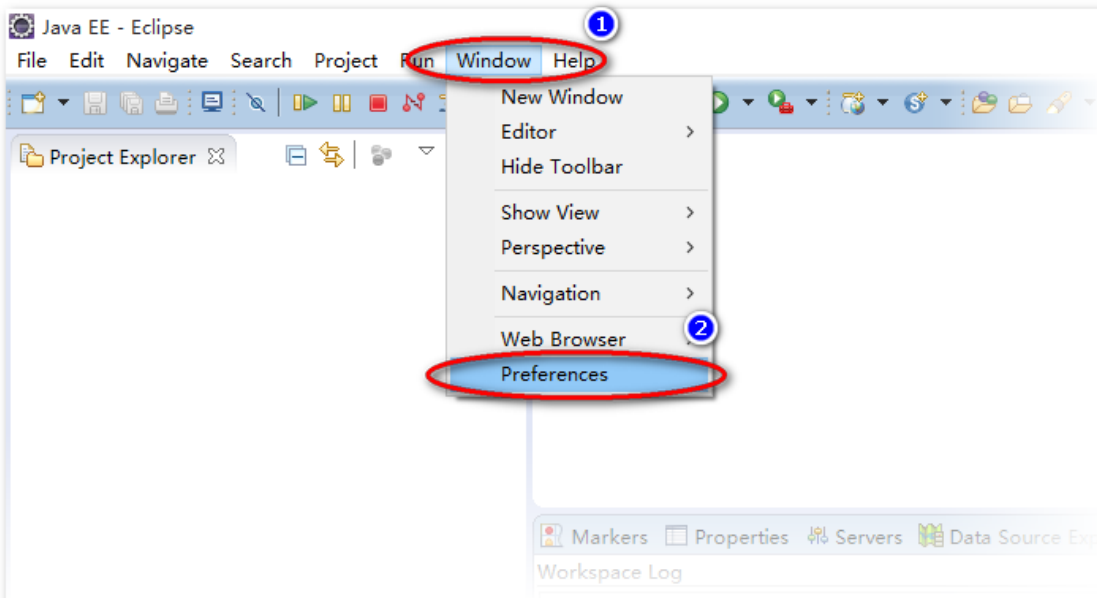 Java EE - Eclipse
1
File Edit Navigate Search Project Run Window Help
New Window
Editor
Hide Toolbar
Project Explorer
Show View
Perspective
Navigation
2
Web Browser
Preferences
Markers Properties Servers Data Source Exp
Workspace Log